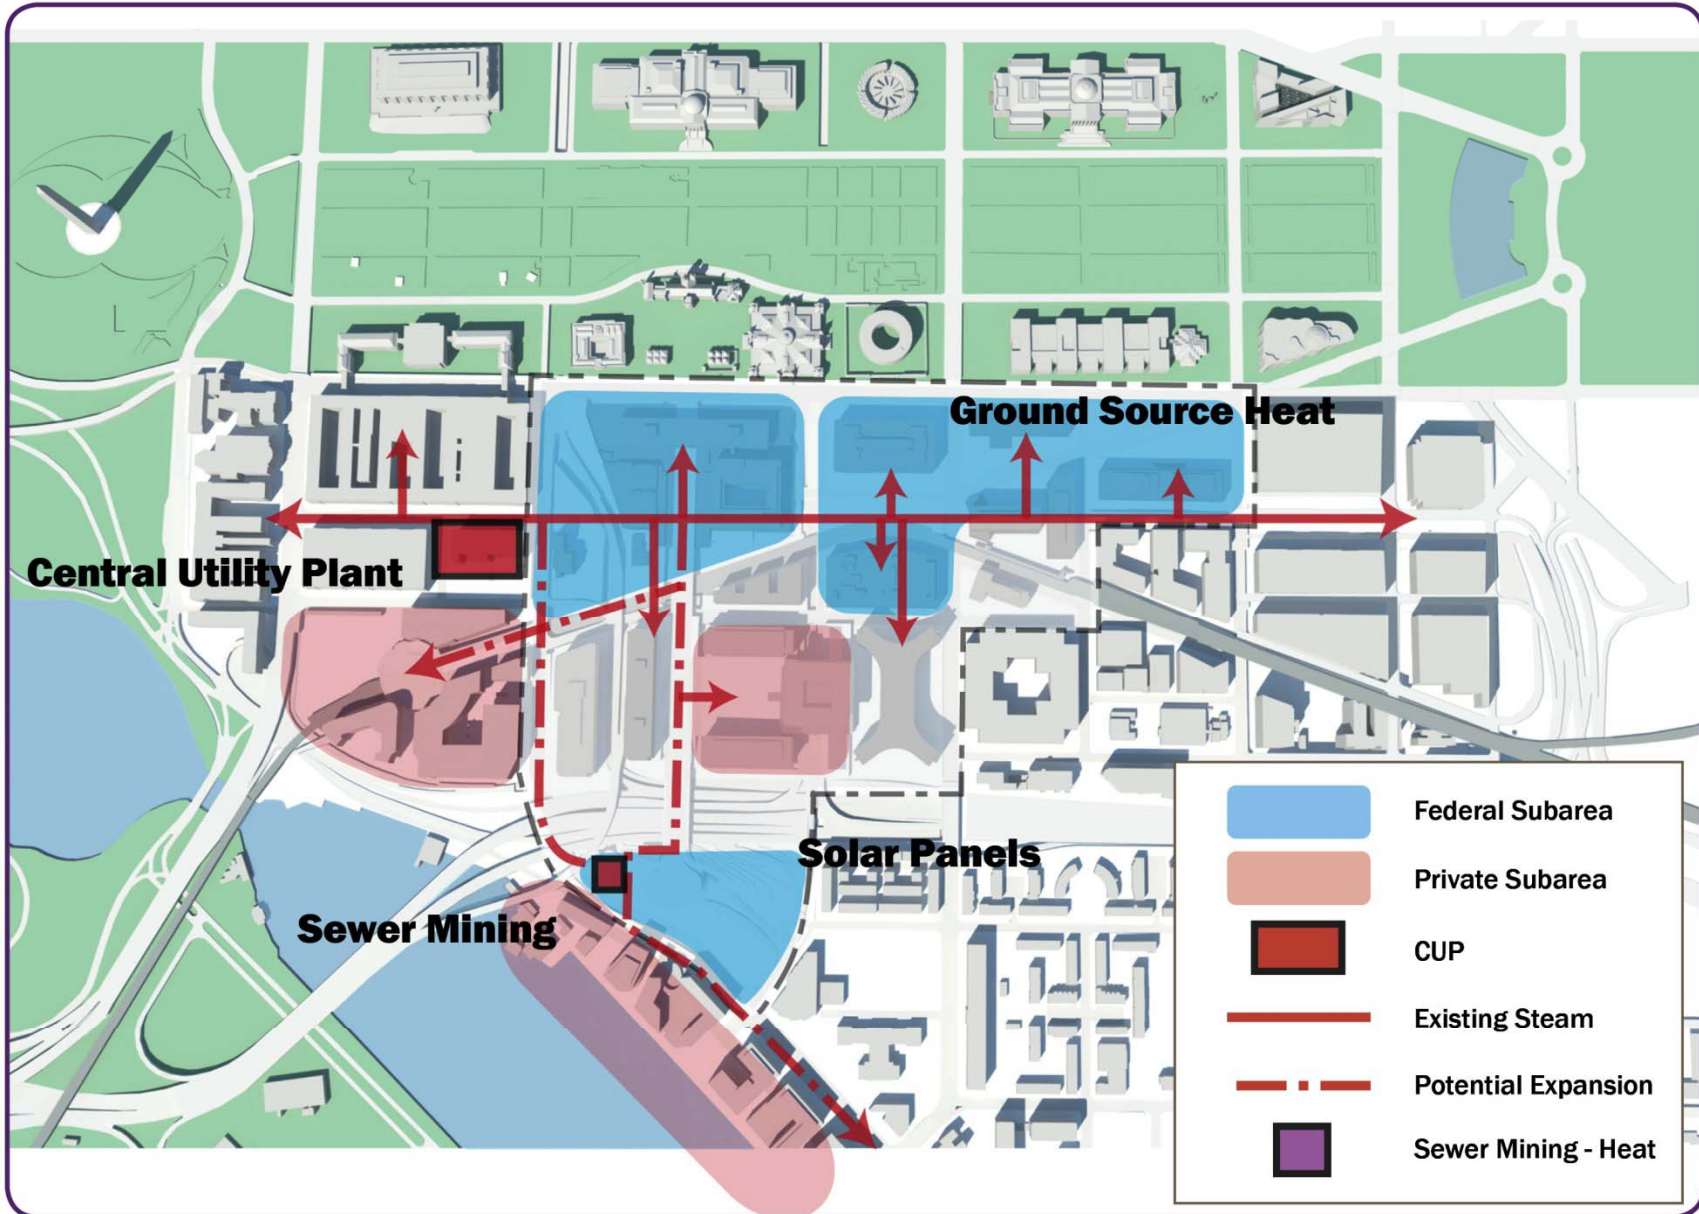 Ground Source Heat
Central Utility Plant
Solar Panels
Sewer Mining
Federal Subarea
Private Subarea
CUP
Existing Steam
Potential Expansion
Sewer Mining - Heat